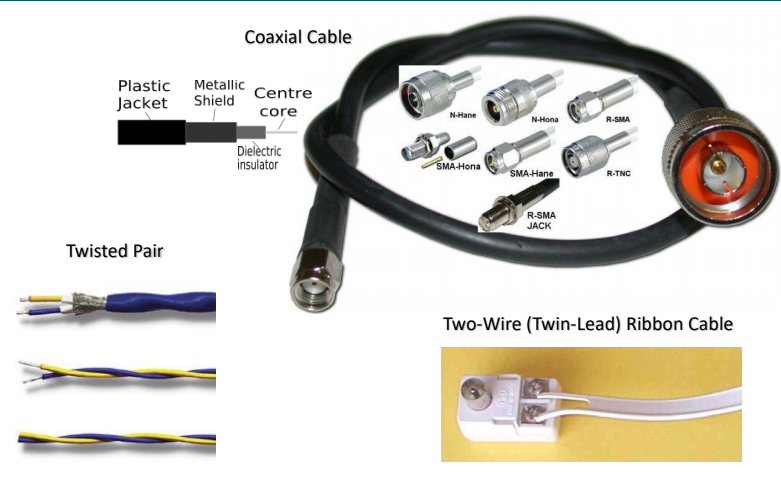 Coaxial Cable
Plastic
Jacket
Metallic
Shield
Centre
core
Dielectric
insulator
N-Hane
N-Hona
R-SMA
SMA-Hona
SMA-Hane
R-TNC
R-SMA
JACK
Twisted Pair
Two-Wire (Twin-Lead) Ribbon Cable